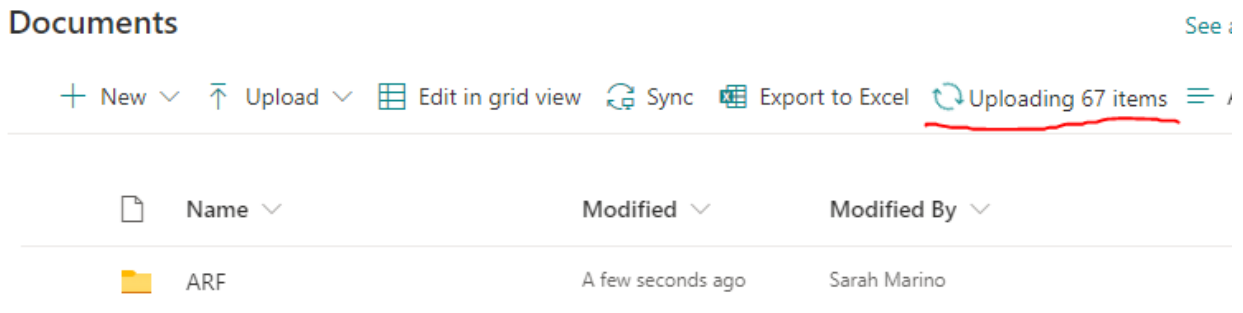 Documents
See
New Upload Edit in grid view Sync Export to Excel Uploading 67 items
Name Modified Modified By
ARF A few seconds ago Sarah Marino